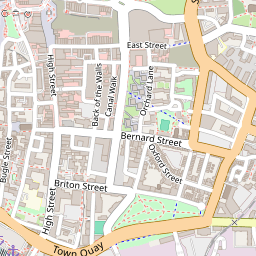 East Street
High Street
Back of the Walls
Canal Walk
Orchard Lane
Bernard Street
Oxford Street
Bugle Street
Briton Street
High Street
Town Quay